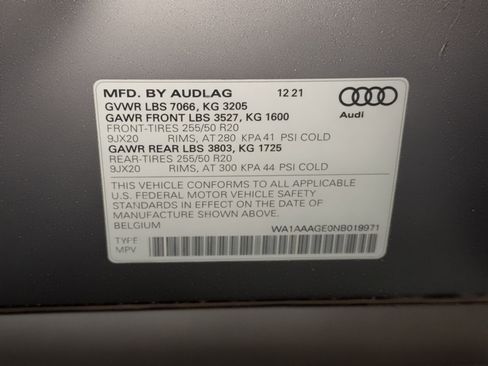 MFD. BY AUDI AG 12 21
GVWR LBS 7066, KG 3205
GAWR FRONT LBS 3527, KG 1600
FRONT-TIRES 255/50 R20
9JX20 RIMS, AT 280 KPA 41 PSI COLD
GAWR REAR LBS 3803, KG 1725
REAR-TIRES 255/50 R20
9JX20 RIMS, AT 300 KPA 44 PSI COLD
Audi
THIS VEHICLE CONFORMS TO ALL APPLICABLE
U.S. FEDERAL MOTOR VEHICLE SAFETY
STANDARDS IN EFFECT ON THE DATE OF
MANUFACTURE SHOWN ABOVE.
BELGIUM
WA1AAAGE0NB019971
TYPE
MPV